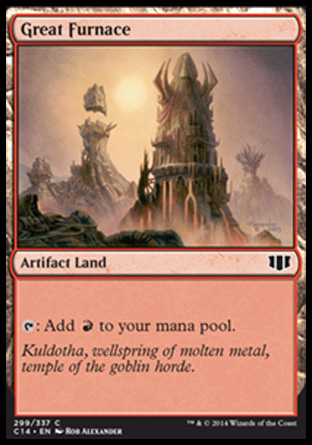 Great Furnace
Artifact Land
: Add to your mana pool.
Kuldotha, wellspring of molten metal,
temple of the goblin horde.
299/337 C
C14 • EN Rob Alexander
™ & © 2014 Wizards of the Coast